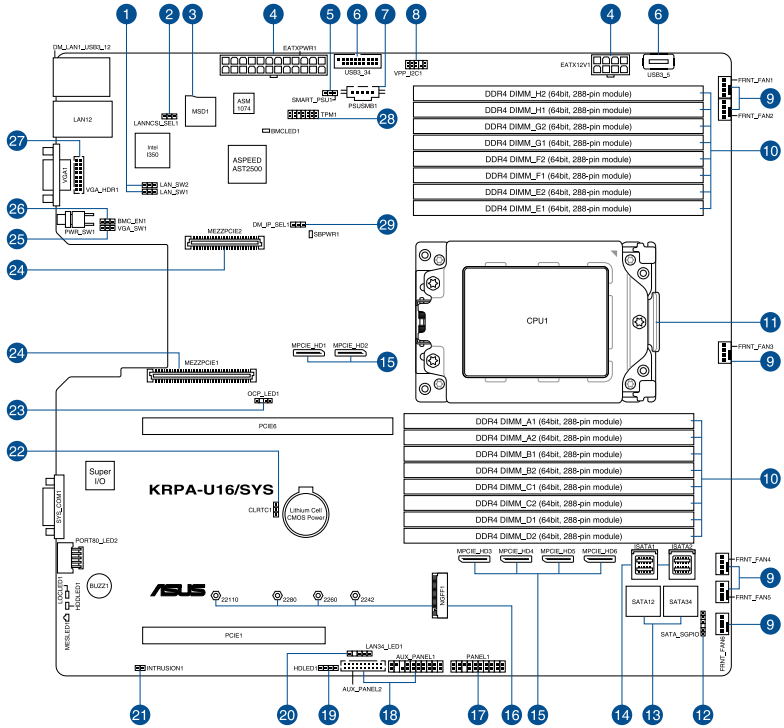 1
2
3
4
5
6
7
8
4
6
DM_LAN1_USB3_12
EATXPWR1
USB3_34
VPP_I2C1
EATX12V1
USB3_5
FRNT_FAN1
9
FRNT_FAN2
SMART_PSU1
PSUSMB1
MSD1
ASM
1074
LANNCSI_SEL1
LAN12
TPM1
28
BMCLED1
DDR4 DIMM_H2 (64bit, 288-pin module)
DDR4 DIMM_H1 (64bit, 288-pin module)
DDR4 DIMM_G2 (64bit, 288-pin module)
DDR4 DIMM_G1 (64bit, 288-pin module)
DDR4 DIMM_F2 (64bit, 288-pin module)
DDR4 DIMM_F1 (64bit, 288-pin module)
DDR4 DIMM_E2 (64bit, 288-pin module)
DDR4 DIMM_E1 (64bit, 288-pin module)
10
27
Intel
I350
ASPEED
AST2500
VGA1
VGA_HDR1
LAN_SW2
LAN_SW1
26
BMC_EN1
VGA_SW1
PWR_SW1
25
DM_IP_SEL1
29
SBPWR1
MEZZPCIE2
24
CPU1
11
MPCIE_HD1
MPCIE_HD2
15
FRNT_FAN3
9
24
MEZZPCIE1
23
OCP_LED1
PCIE6
22
Super
I/O
KRPA-U16/SYS
CLRTC1
Lithium Cell
CMOS Power
DDR4 DIMM_A1 (64bit, 288-pin module)
DDR4 DIMM_A2 (64bit, 288-pin module)
DDR4 DIMM_B1 (64bit, 288-pin module)
DDR4 DIMM_B2 (64bit, 288-pin module)
DDR4 DIMM_C1 (64bit, 288-pin module)
DDR4 DIMM_C2 (64bit, 288-pin module)
DDR4 DIMM_D1 (64bit, 288-pin module)
DDR4 DIMM_D2 (64bit, 288-pin module)
10
SYS_COM1
PORT80_LED2
MPCIE_HD3
MPCIE_HD4
MPCIE_HD5
MPCIE_HD6
ISATA1
ISATA2
FRNT_FAN4
9
FRNT_FAN5
LOCLED1
HDDLED1
MESLED1
BUZZ1
ASUS
22110
2280
2260
2242
NGFF1
SATA12
SATA34
SATA_SGPIO
FRNT_FAN6
9
PCIE1
LAN34_LED1
INTRUSION1
HDLED1
AUX_PANEL1
PANEL1
AUX_PANEL2
21
20
19
18
17
16
15
14
13
12